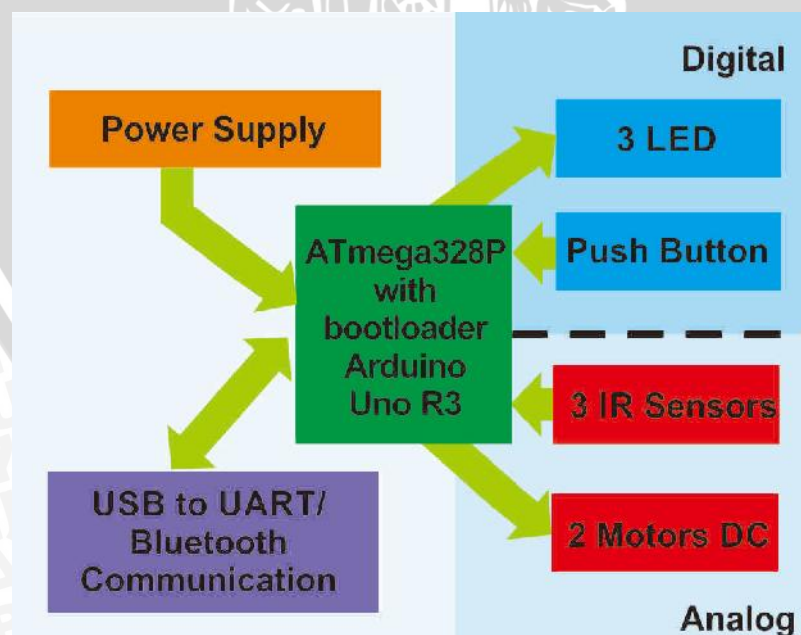 Digital
Power Supply
3 LED
Push Button
ATmega328P
with
bootloader
Arduino
Uno R3
3 IR Sensors
USB to UART/
Bluetooth
Communication
2 Motors DC
Analog